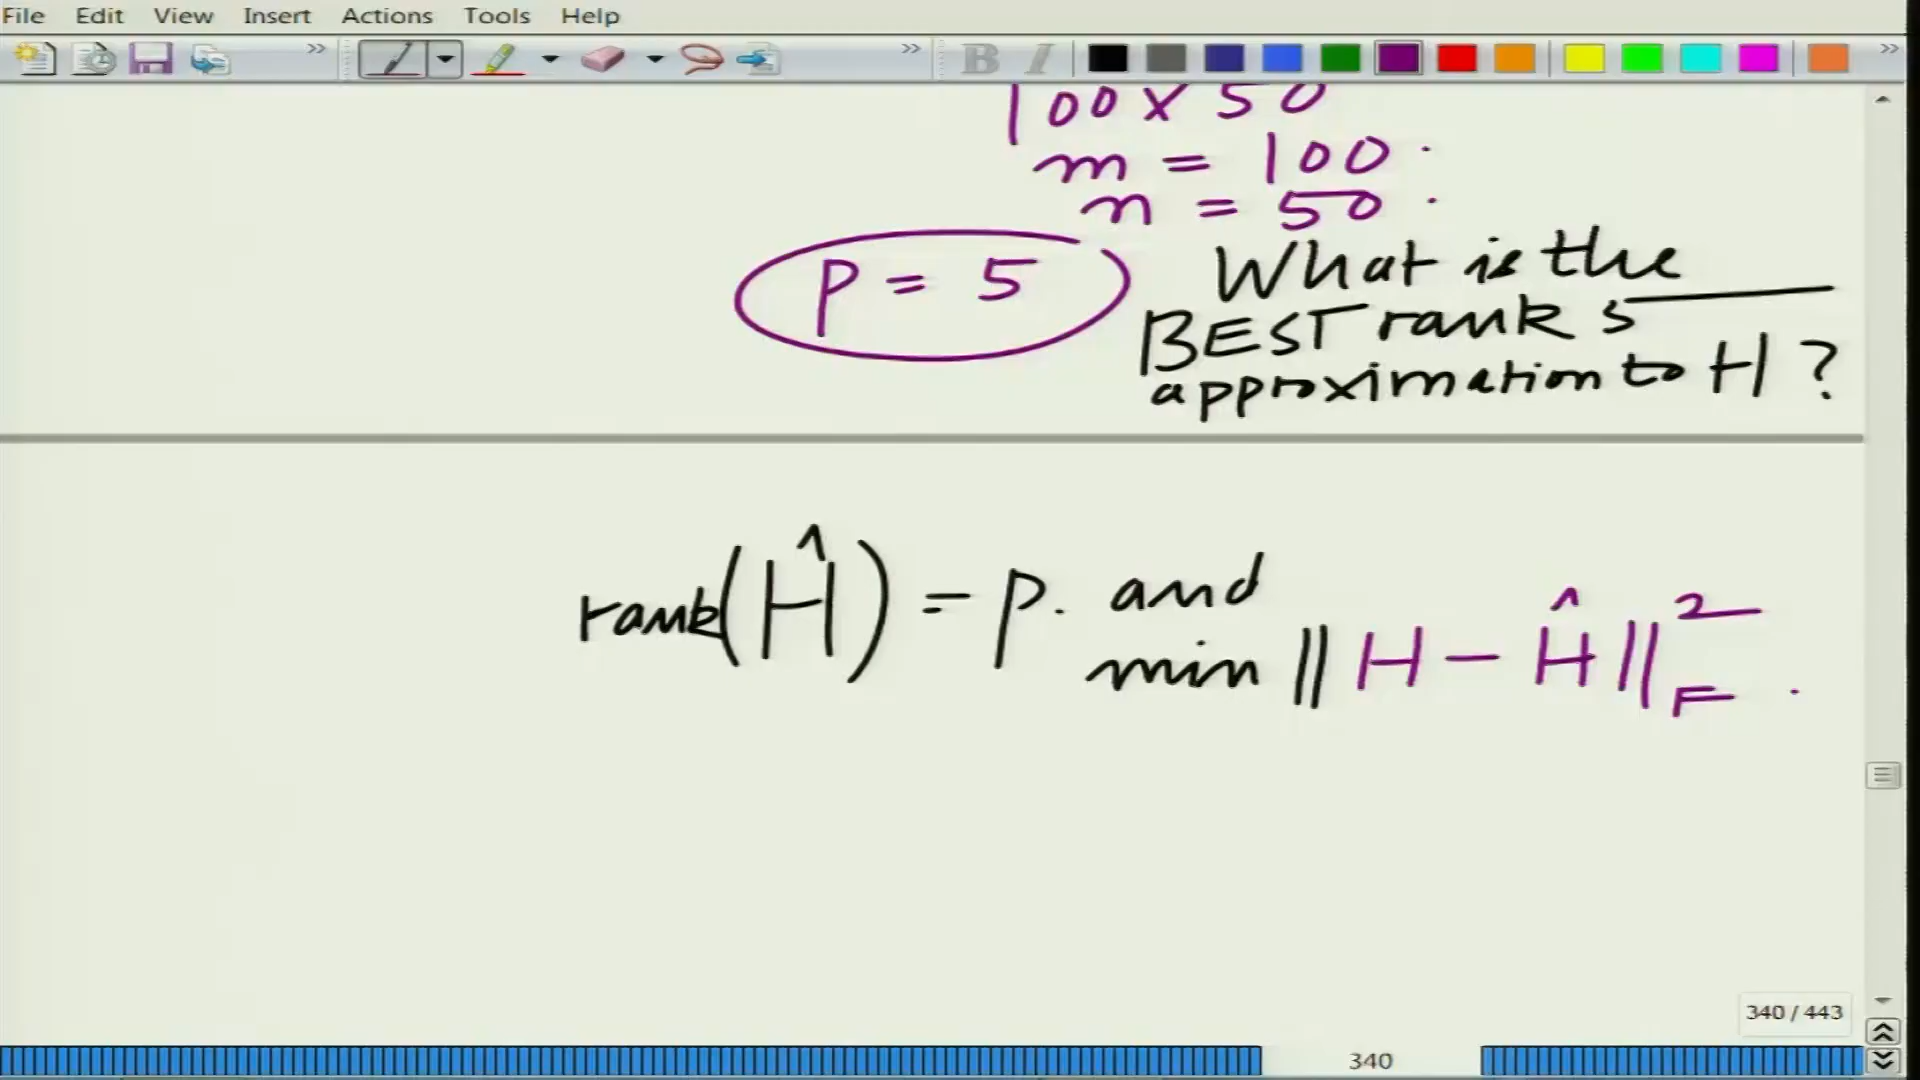 File Edit View Insert Actions Tools Help
B I
100 × 50
m = 100.
n = 50.
P = 5
What is the
BEST rank 5
approximation to H ?
rank(Ĥ) = p. and
min || H - Ĥ ||²_F .
340 / 443
340